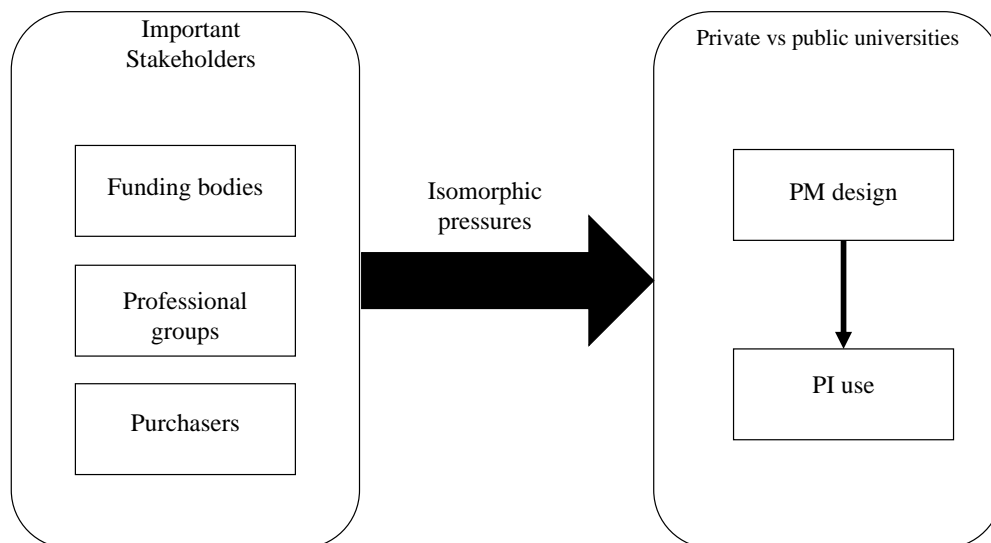 Important
Stakeholders
Funding bodies
Professional
groups
Purchasers
Isomorphic
pressures
Private vs public universities
PM design
PI use